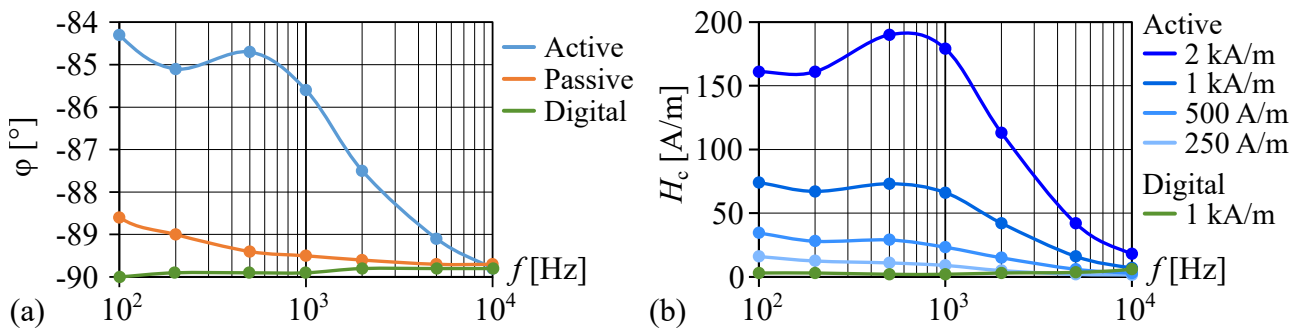 φ [°]
-84
-85
-86
-87
-88
-89
-90
10²
10³
10⁴
f [Hz]
Active
Passive
Digital
(a)
H_c [A/m]
200
150
100
50
0
10²
10³
10⁴
f [Hz]
Active
2 kA/m
1 kA/m
500 A/m
250 A/m
Digital
1 kA/m
(b)